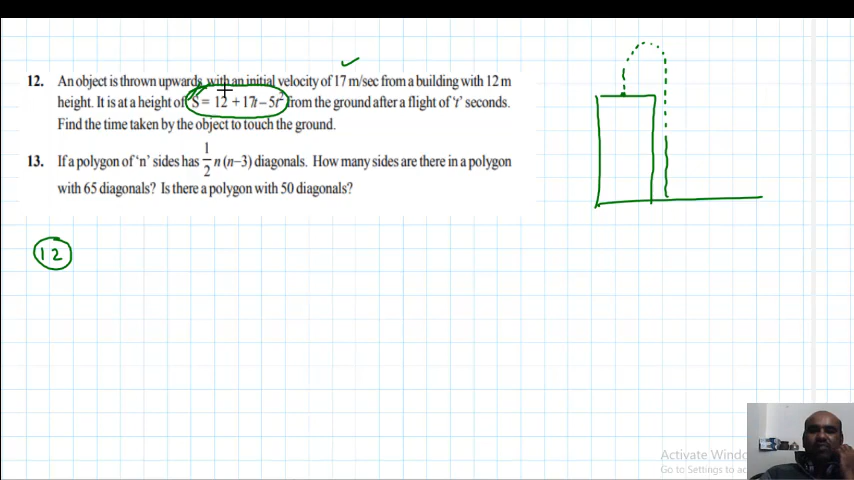 12. An object is thrown upwards with an initial velocity of 17 m/sec from a building with 12 m
height. It is at a height of S = 12 + 17t – 5t² from the ground after a flight of 't' seconds.
Find the time taken by the object to touch the ground.
13. If a polygon of 'n' sides has 1/2 n (n–3) diagonals. How many sides are there in a polygon
with 65 diagonals? Is there a polygon with 50 diagonals?
12
Activate Windo
Go to Settings to ac